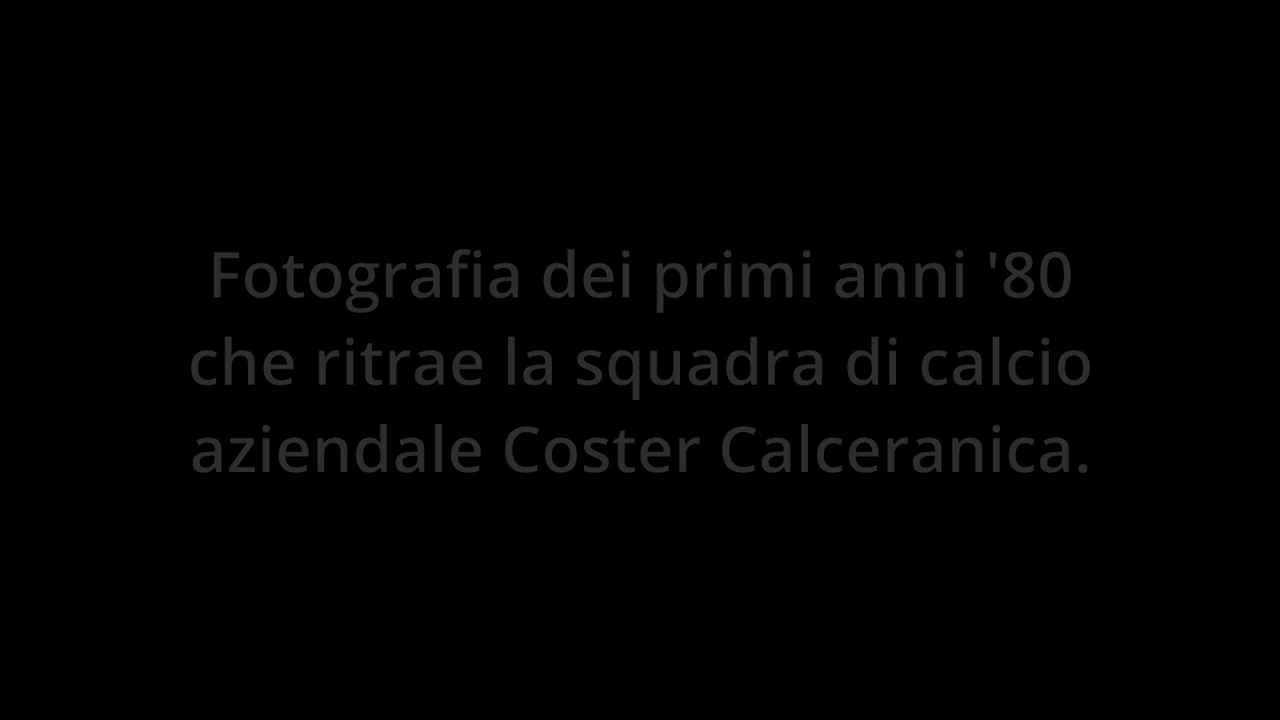 Fotografia dei primi anni '80
che ritrae la squadra di calcio
aziendale Coster Calceranica.